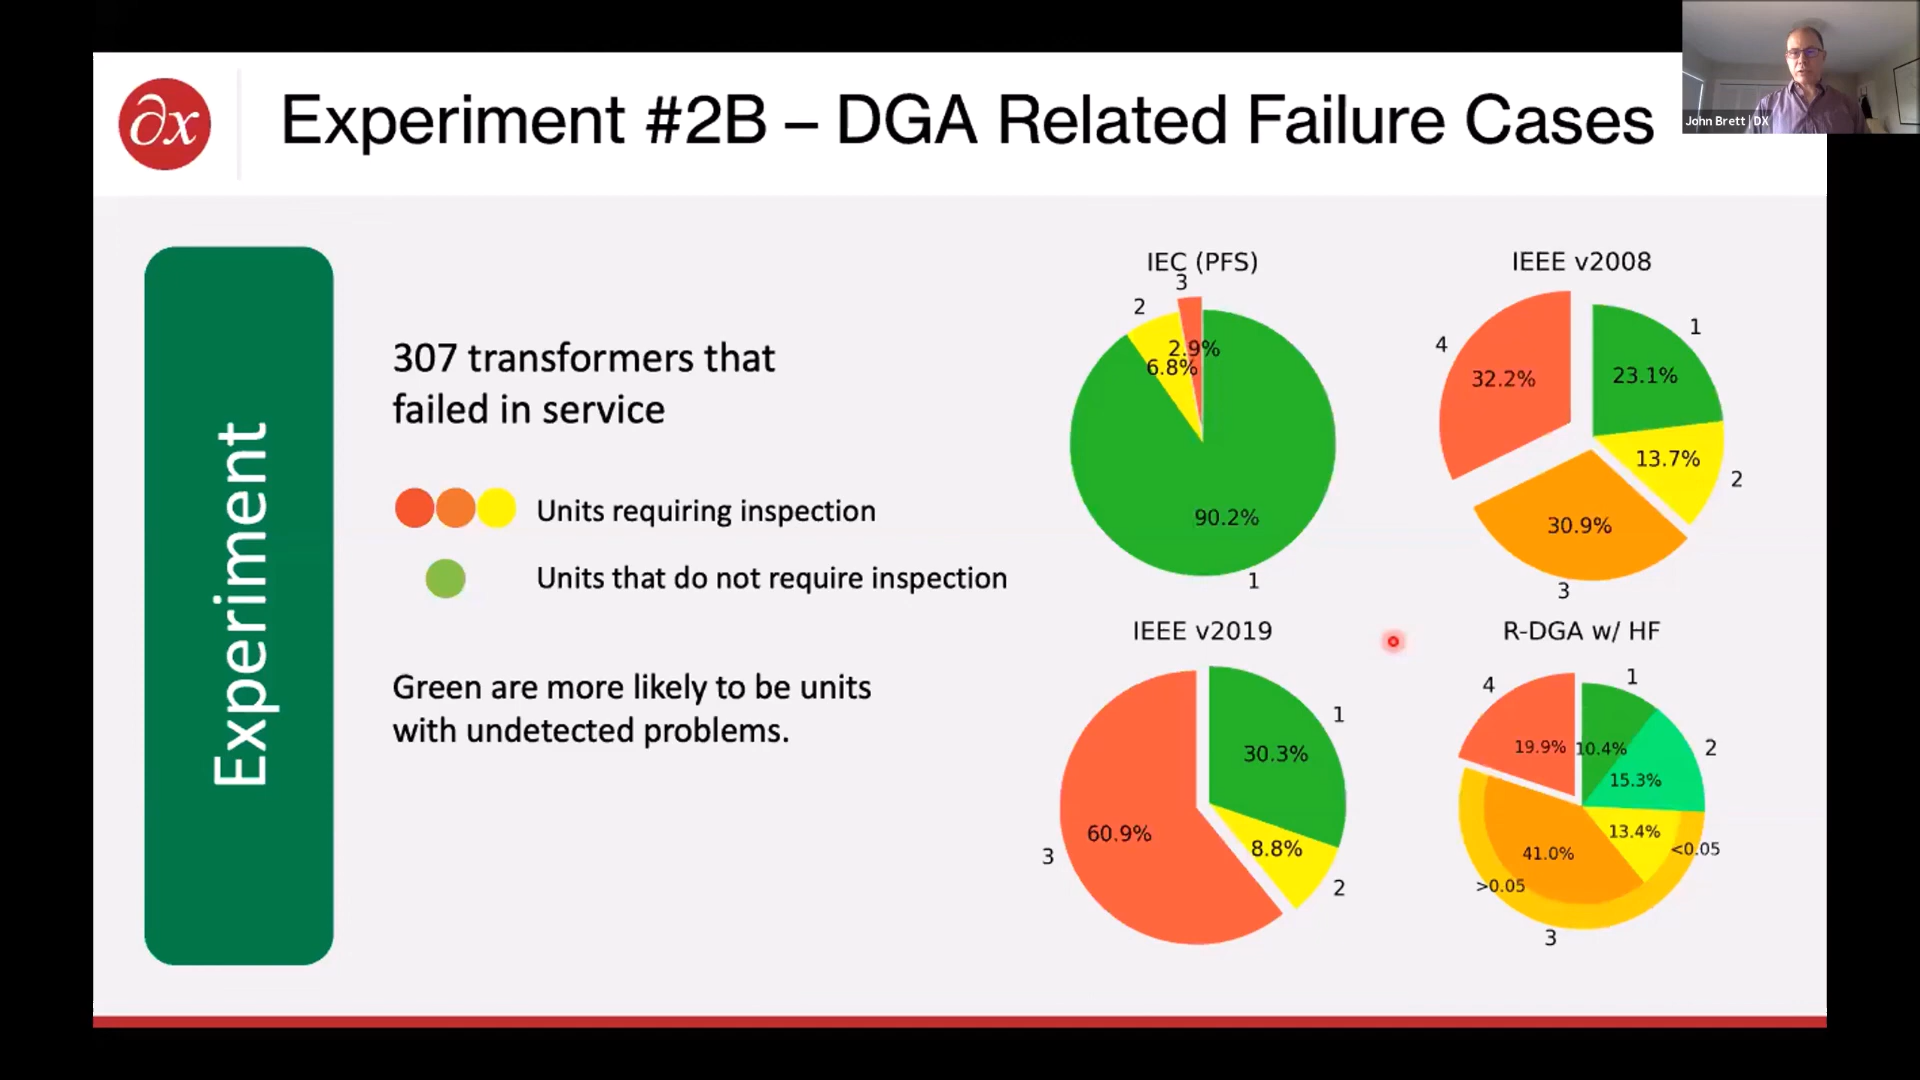 ∂x
Experiment #2B – DGA Related Failure Cases
John Brett | DX
Experiment
307 transformers that
failed in service
Units requiring inspection
Units that do not require inspection
Green are more likely to be units
with undetected problems.
IEC (PFS)
3
2
2.9%
6.8%
90.2%
1
IEEE v2008
4
1
32.2%
23.1%
13.7%
2
30.9%
3
IEEE v2019
1
30.3%
60.9%
8.8%
3
2
R-DGA w/ HF
4
1
19.9%
10.4%
2
15.3%
13.4%
<0.05
41.0%
>0.05
3